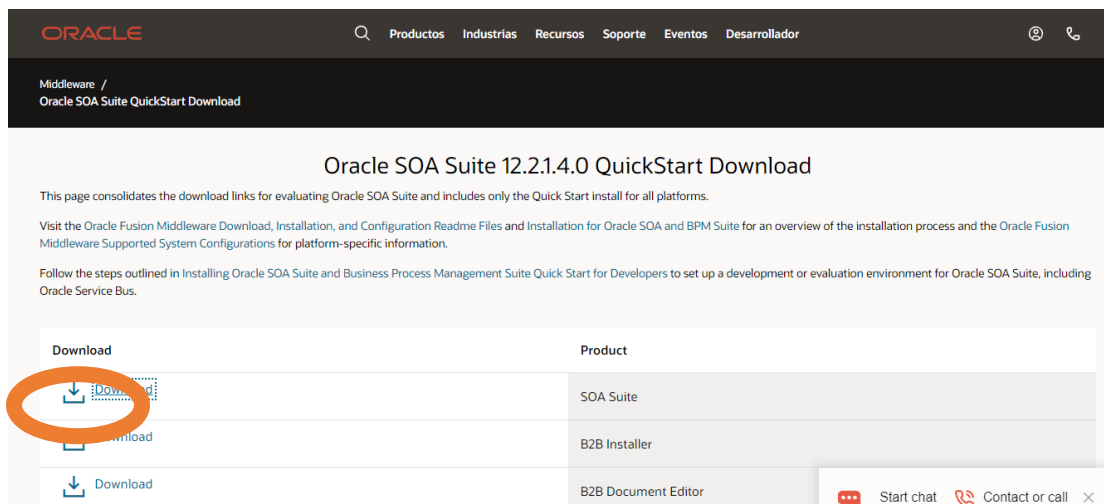 ORACLE
Productos Industrias Recursos Soporte Eventos Desarrollador
Middleware /
Oracle SOA Suite QuickStart Download
Oracle SOA Suite 12.2.1.4.0 QuickStart Download
This page consolidates the download links for evaluating Oracle SOA Suite and includes only the Quick Start install for all platforms.
Visit the Oracle Fusion Middleware Download, Installation, and Configuration Readme Files and Installation for Oracle SOA and BPM Suite for an overview of the installation process and the Oracle Fusion
Middleware Supported System Configurations for platform-specific information.
Follow the steps outlined in Installing Oracle SOA Suite and Business Process Management Suite Quick Start for Developers to set up a development or evaluation environment for Oracle SOA Suite, including
Oracle Service Bus.
Download Product
Download SOA Suite
Download B2B Installer
Download B2B Document Editor
Start chat Contact or call